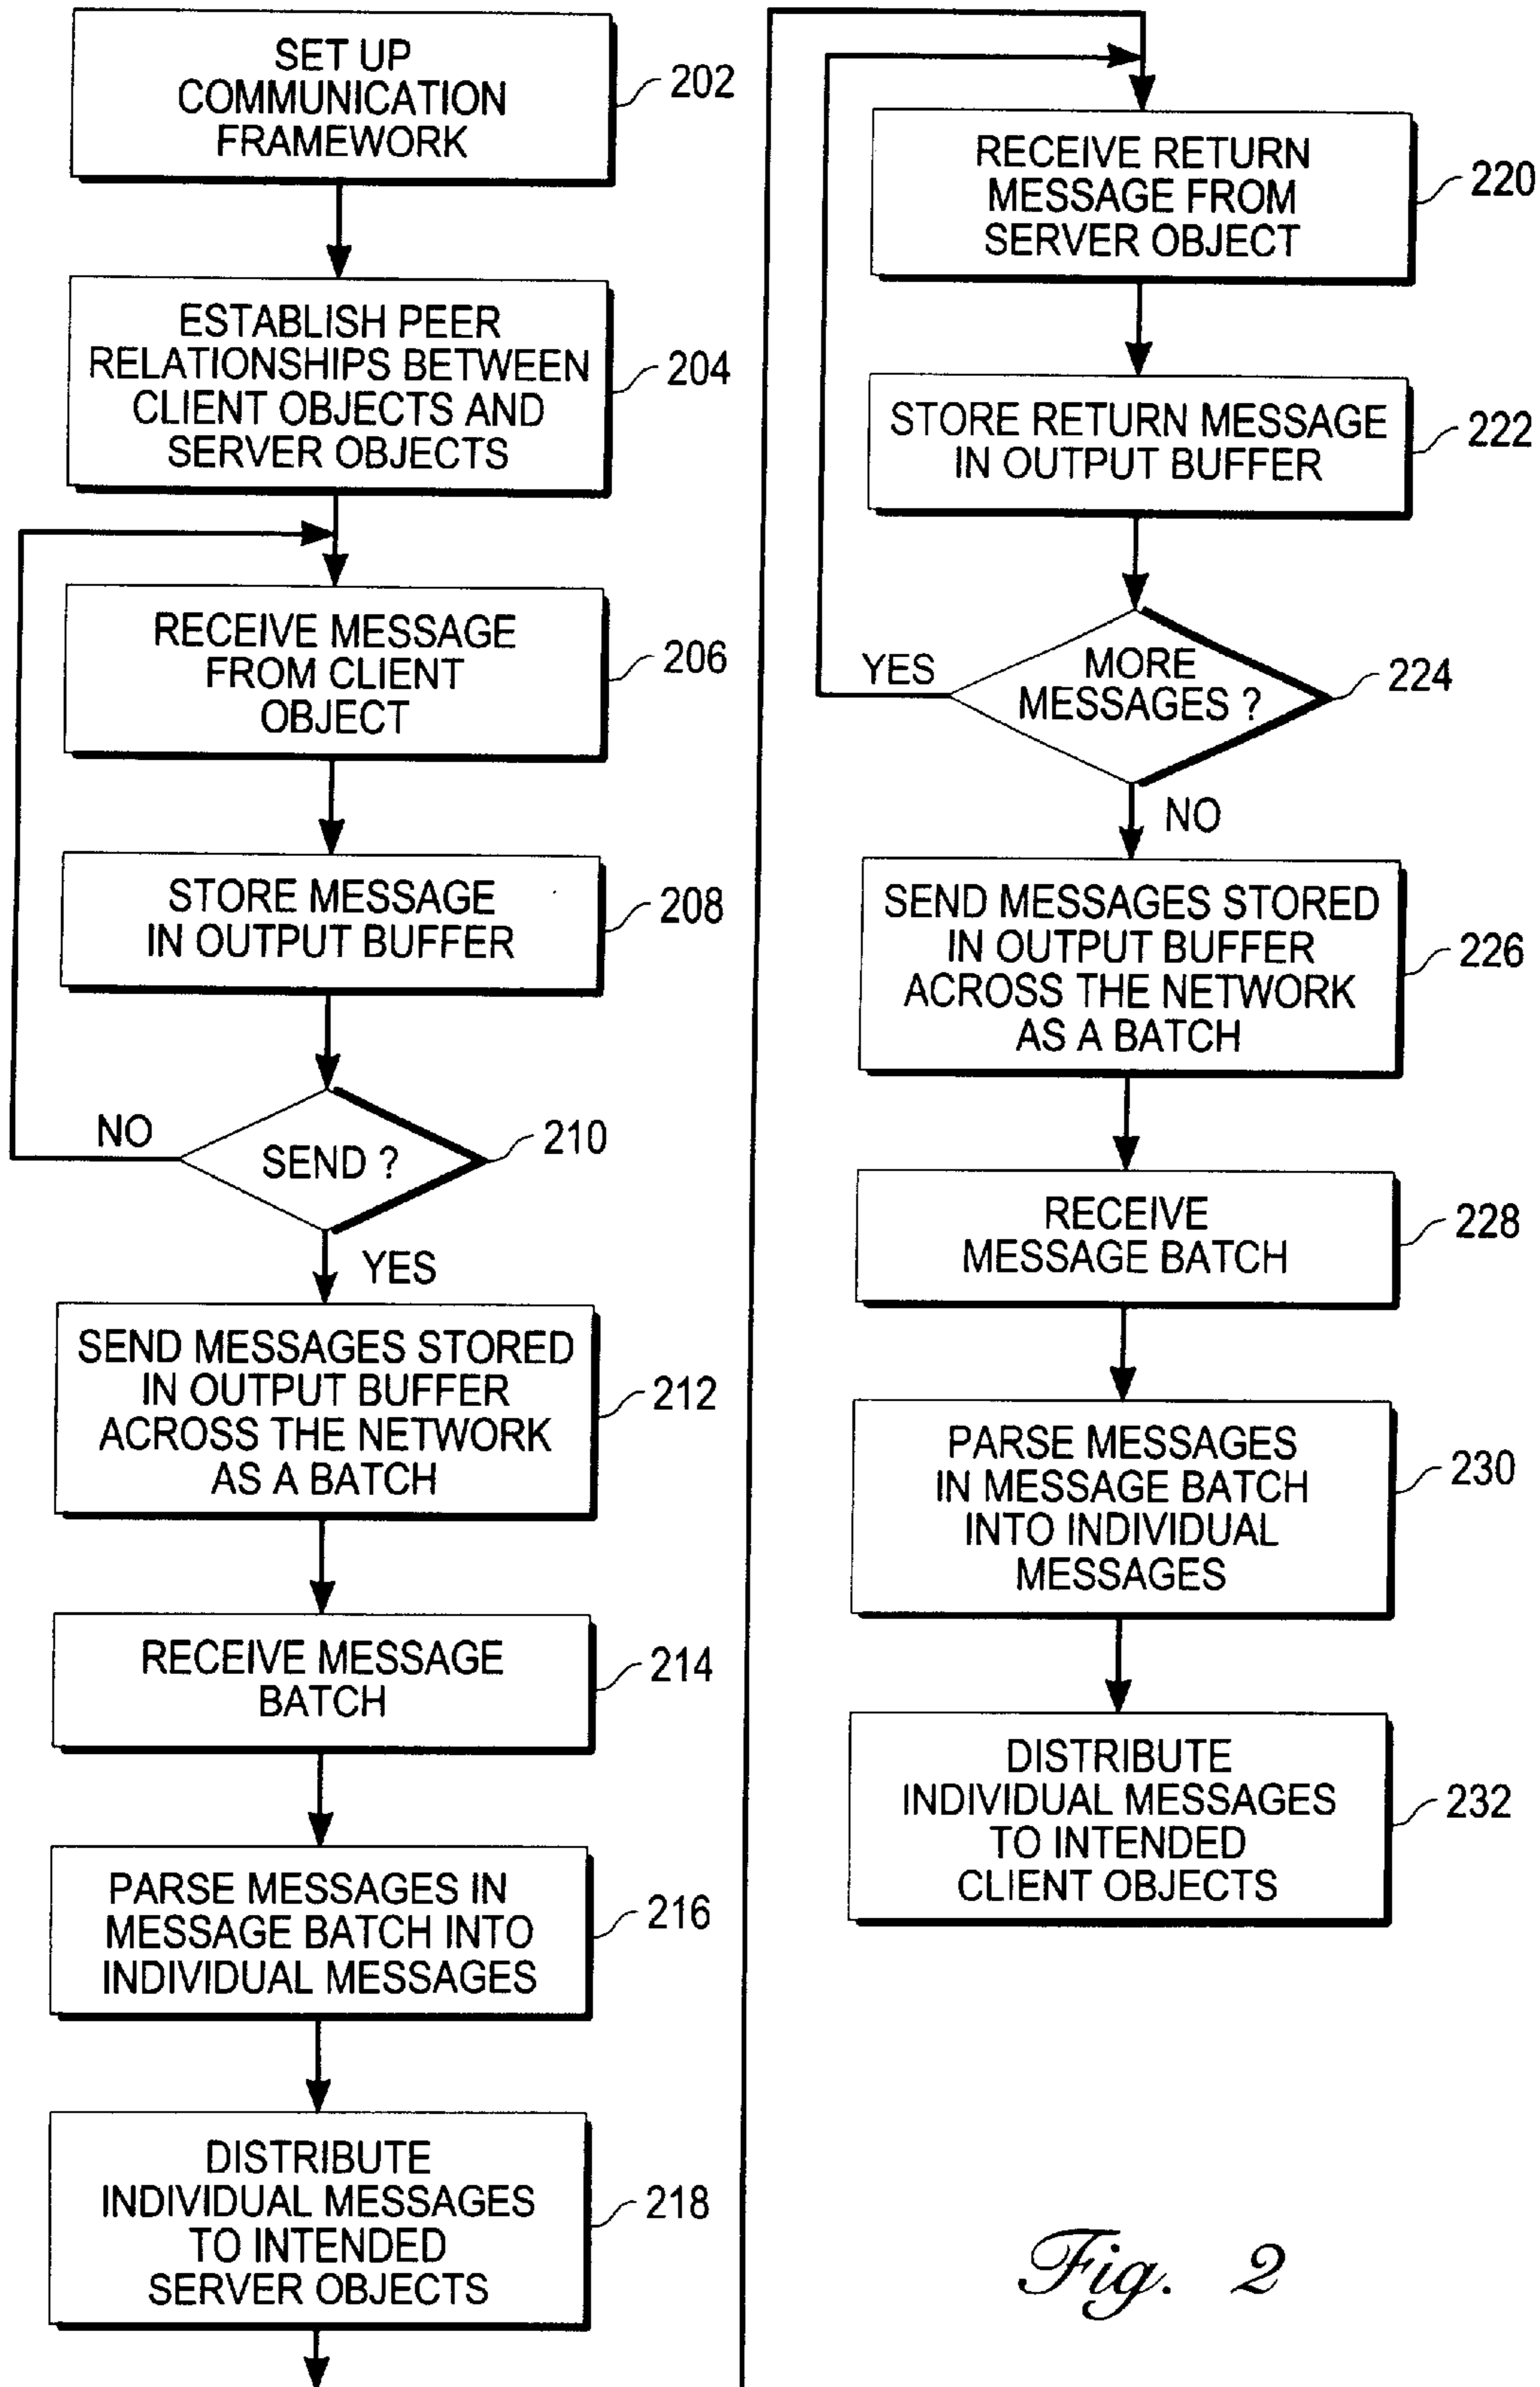 SET UP
COMMUNICATION
FRAMEWORK
202
ESTABLISH PEER
RELATIONSHIPS BETWEEN
CLIENT OBJECTS AND
SERVER OBJECTS
204
RECEIVE MESSAGE
FROM CLIENT
OBJECT
206
STORE MESSAGE
IN OUTPUT BUFFER
208
NO
SEND ?
210
YES
SEND MESSAGES STORED
IN OUTPUT BUFFER
ACROSS THE NETWORK
AS A BATCH
212
RECEIVE MESSAGE
BATCH
214
PARSE MESSAGES IN
MESSAGE BATCH INTO
INDIVIDUAL MESSAGES
216
DISTRIBUTE
INDIVIDUAL MESSAGES
TO INTENDED
SERVER OBJECTS
218
RECEIVE RETURN
MESSAGE FROM
SERVER OBJECT
220
STORE RETURN MESSAGE
IN OUTPUT BUFFER
222
YES
MORE
MESSAGES ?
224
NO
SEND MESSAGES STORED
IN OUTPUT BUFFER
ACROSS THE NETWORK
AS A BATCH
226
RECEIVE
MESSAGE BATCH
228
PARSE MESSAGES
IN MESSAGE BATCH
INTO INDIVIDUAL
MESSAGES
230
DISTRIBUTE
INDIVIDUAL MESSAGES
TO INTENDED
CLIENT OBJECTS
232
Fig. 2